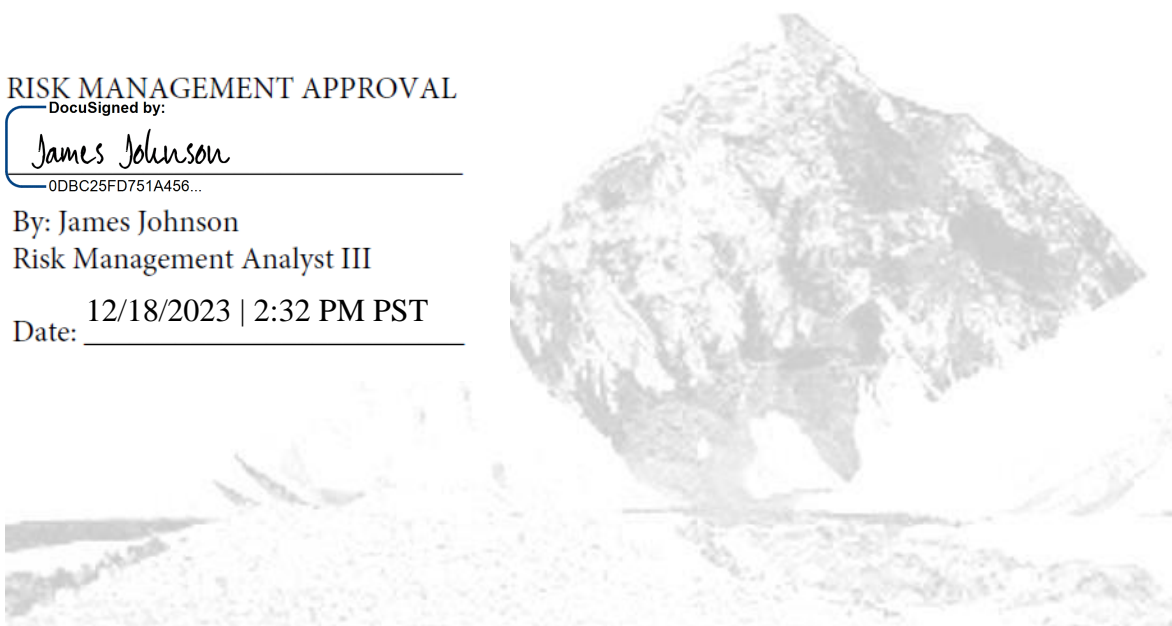 RISK MANAGEMENT APPROVAL
DocuSigned by:
James Johnson
0DBC25FD751A456...
By: James Johnson
Risk Management Analyst III
Date: 12/18/2023 | 2:32 PM PST